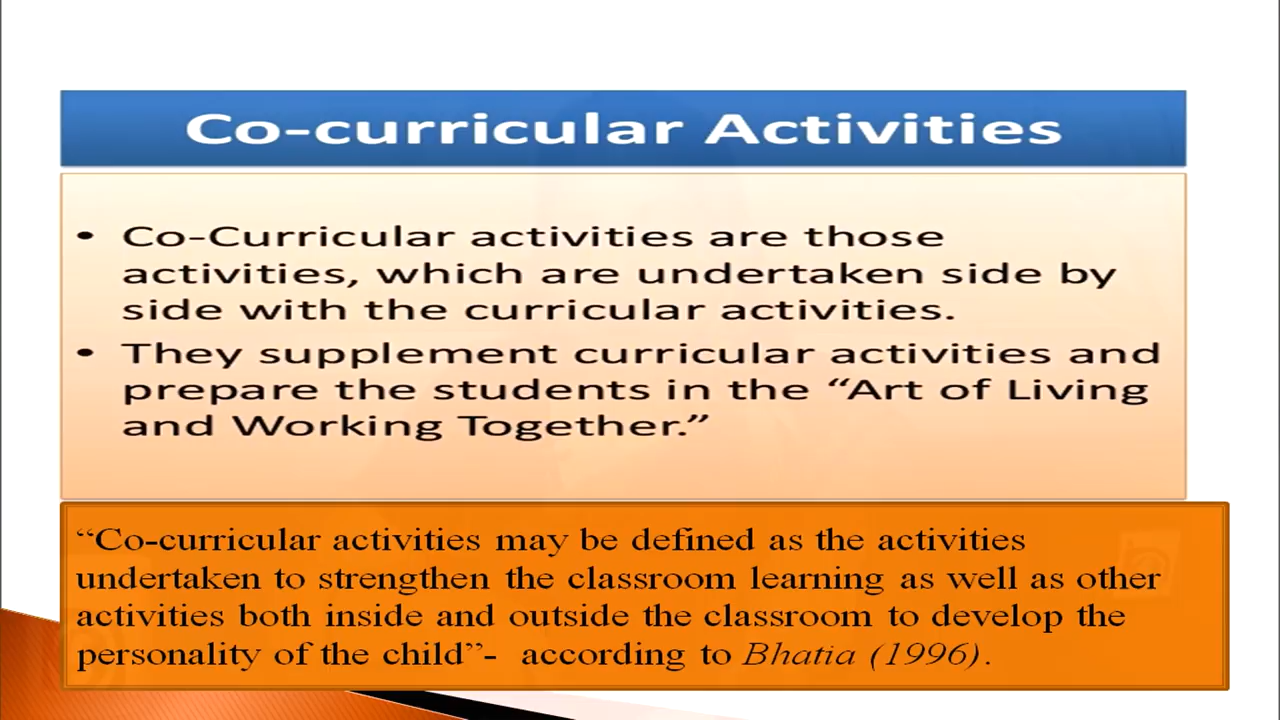 Co-curricular Activities
• Co-Curricular activities are those
activities, which are undertaken side by
side with the curricular activities.
• They supplement curricular activities and
prepare the students in the “Art of Living
and Working Together.”
“Co-curricular activities may be defined as the activities
undertaken to strengthen the classroom learning as well as other
activities both inside and outside the classroom to develop the
personality of the child”- according to Bhatia (1996).